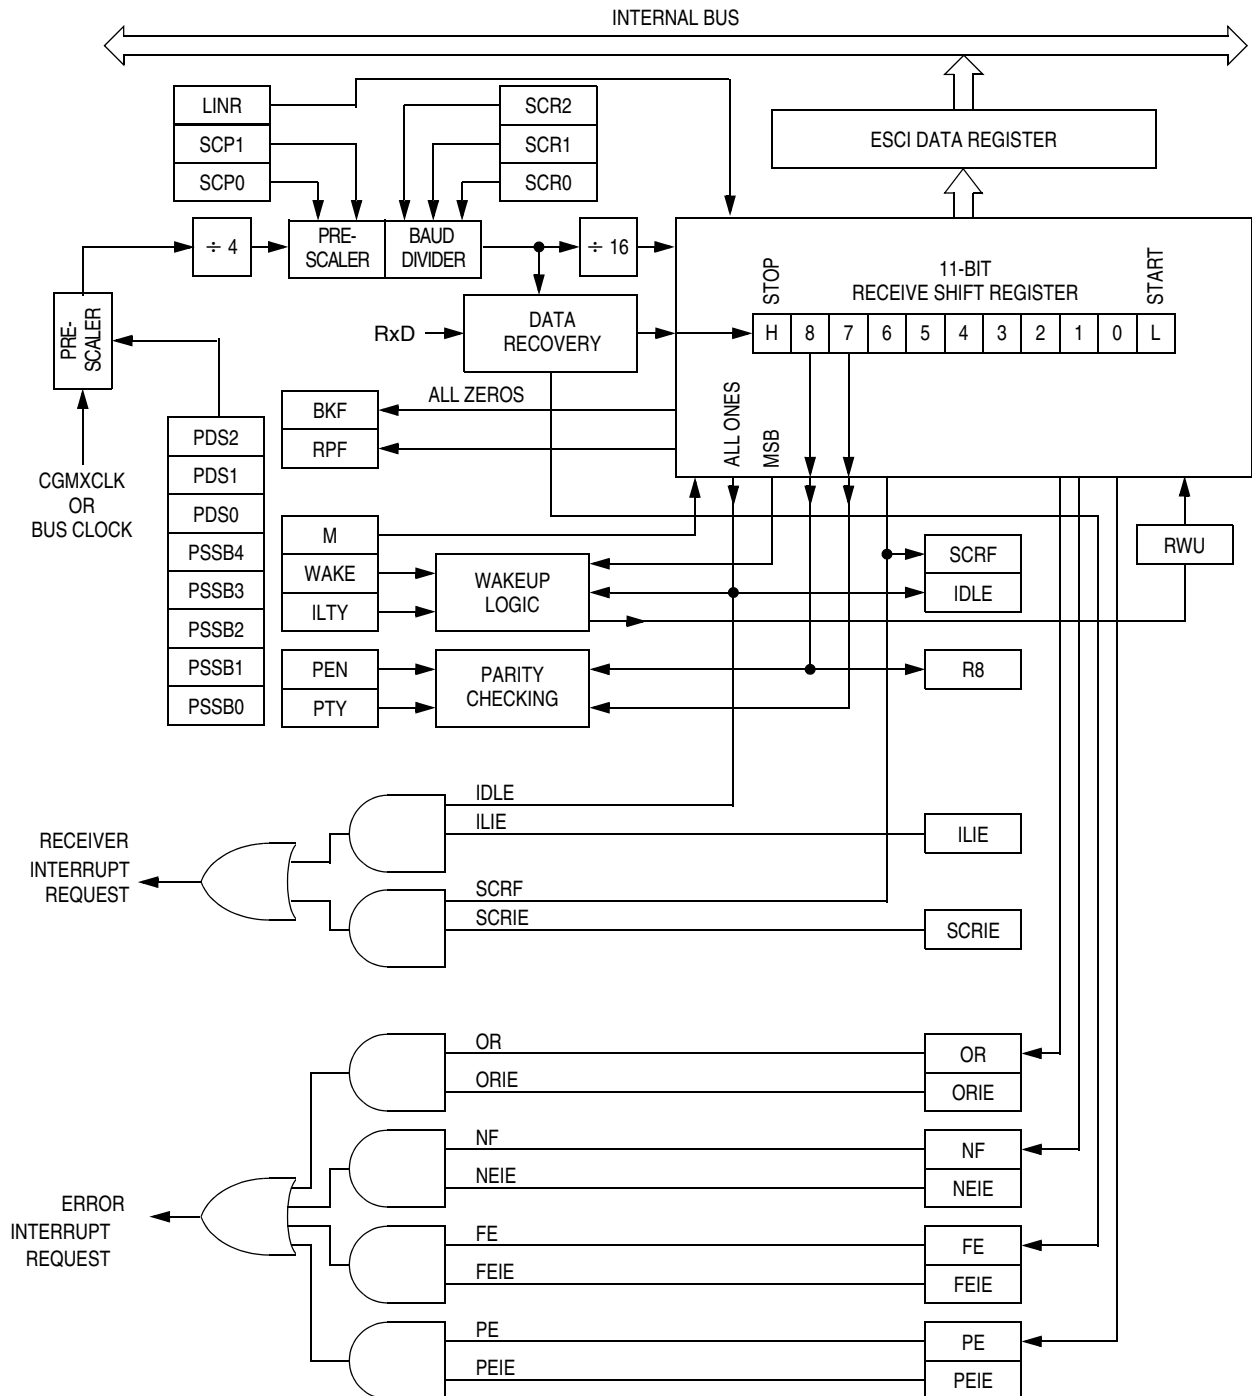 INTERNAL BUS
LINR
SCP1
SCP0
SCR2
SCR1
SCR0
ESCI DATA REGISTER
÷ 4
PRE-
SCALER
BAUD
DIVIDER
÷ 16
PRE-
SCALER
RxD
DATA
RECOVERY
11-BIT
RECEIVE SHIFT REGISTER
STOP
START
H 8 7 6 5 4 3 2 1 0 L
ALL ZEROS
BKF
RPF
ALL ONES
MSB
CGMXCLK
OR
BUS CLOCK
PDS2
PDS1
PDS0
PSSB4
PSSB3
PSSB2
PSSB1
PSSB0
M
WAKE
ILTY
WAKEUP
LOGIC
SCRF
IDLE
RWU
PEN
PTY
PARITY
CHECKING
R8
RECEIVER
INTERRUPT
REQUEST
IDLE
ILIE
ILIE
SCRF
SCRIE
SCRIE
ERROR
INTERRUPT
REQUEST
OR
ORIE
OR
ORIE
NF
NEIE
NF
NEIE
FE
FEIE
FE
FEIE
PE
PEIE
PE
PEIE